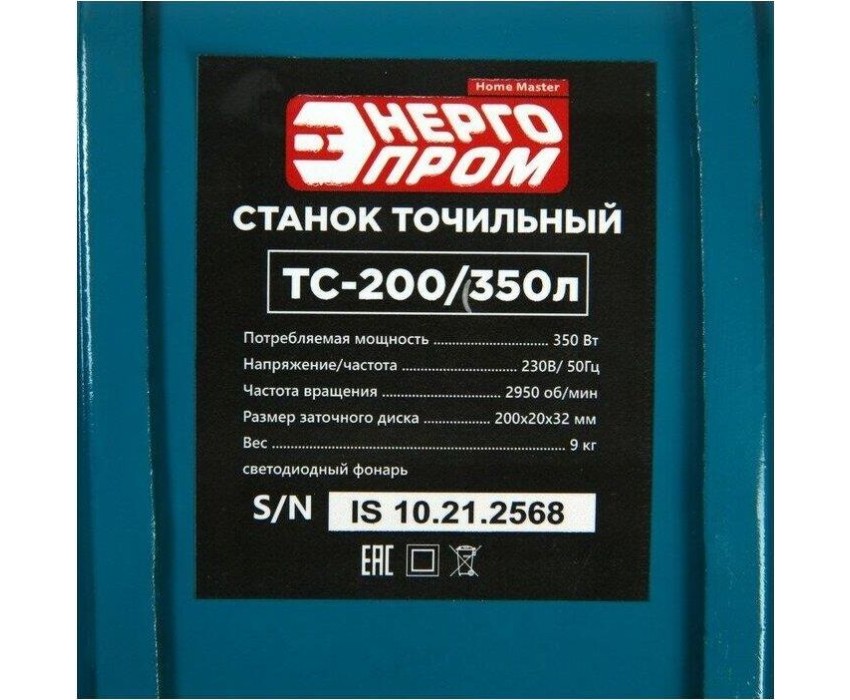 Home Master
ЭНЕРГО
ПРОМ
СТАНОК ТОЧИЛЬНЫЙ
ТС-200/350л
Потребляемая мощность ............................ 350 Вт
Напряжение/частота ............................ 230В/ 50Гц
Частота вращения ............................ 2950 об/мин
Размер заточного диска ................ 200х20х32 мм
Вес ........................................................................ 9 кг
светодиодный фонарь
S/N IS 10.21.2568
EAC